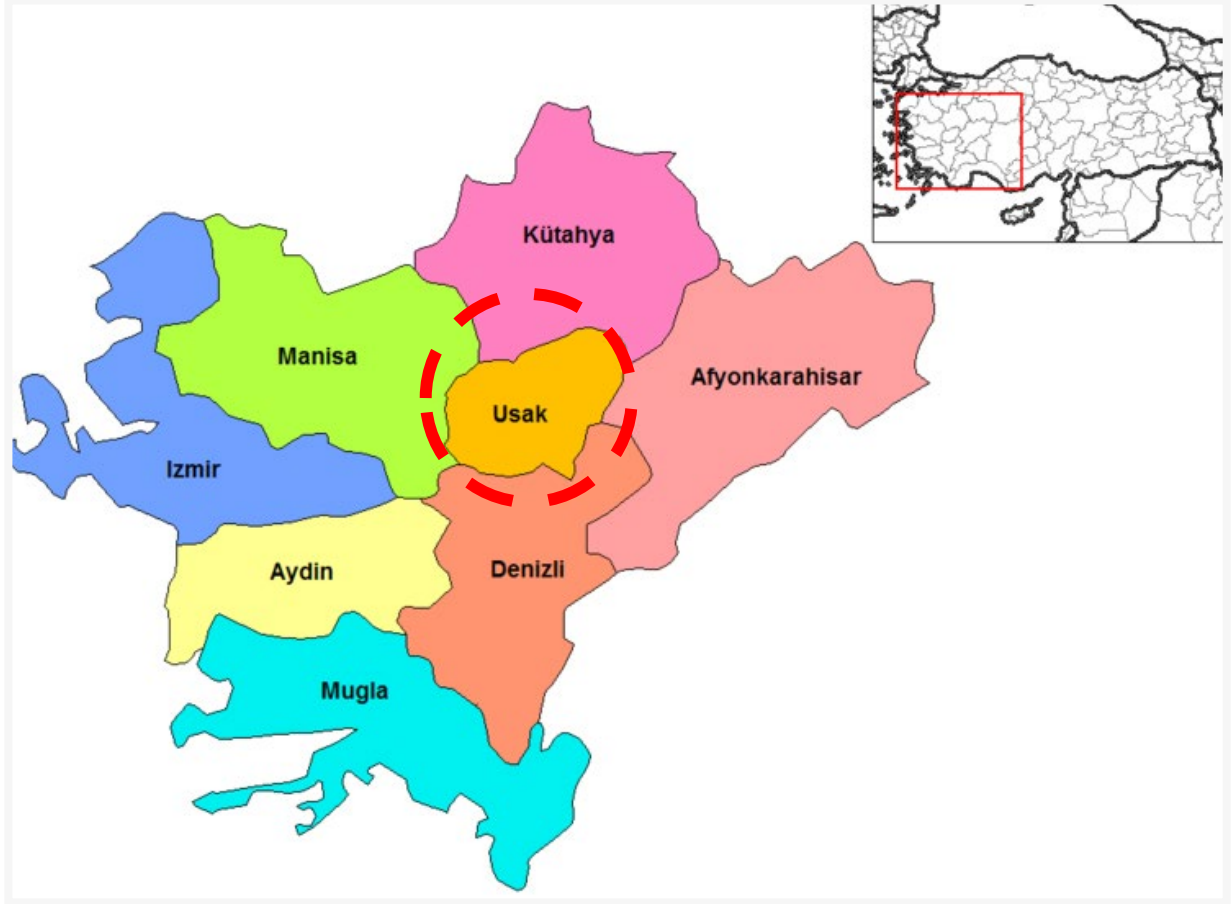 Kütahya
Manisa
Afyonkarahisar
Usak
Izmir
Aydin
Denizli
Mugla